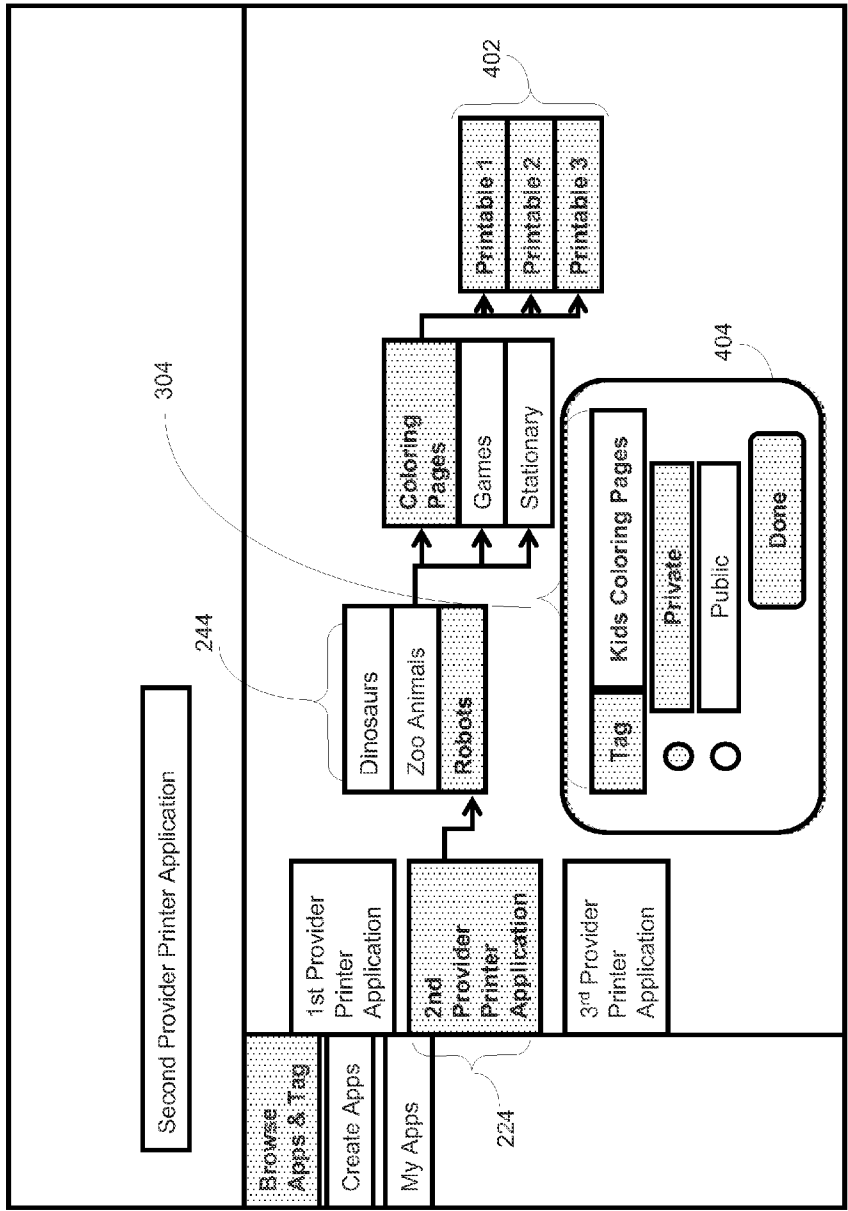 Second Provider Printer Application
Browse
Apps & Tag
Create Apps
My Apps
1st Provider
Printer
Application
2nd
Provider
Printer
Application
3rd Provider
Printer
Application
224
244
Dinosaurs
Zoo Animals
Robots
304
Coloring
Pages
Games
Stationary
402
Printable 1
Printable 2
Printable 3
Tag
Kids Coloring Pages
Private
Public
Done
404